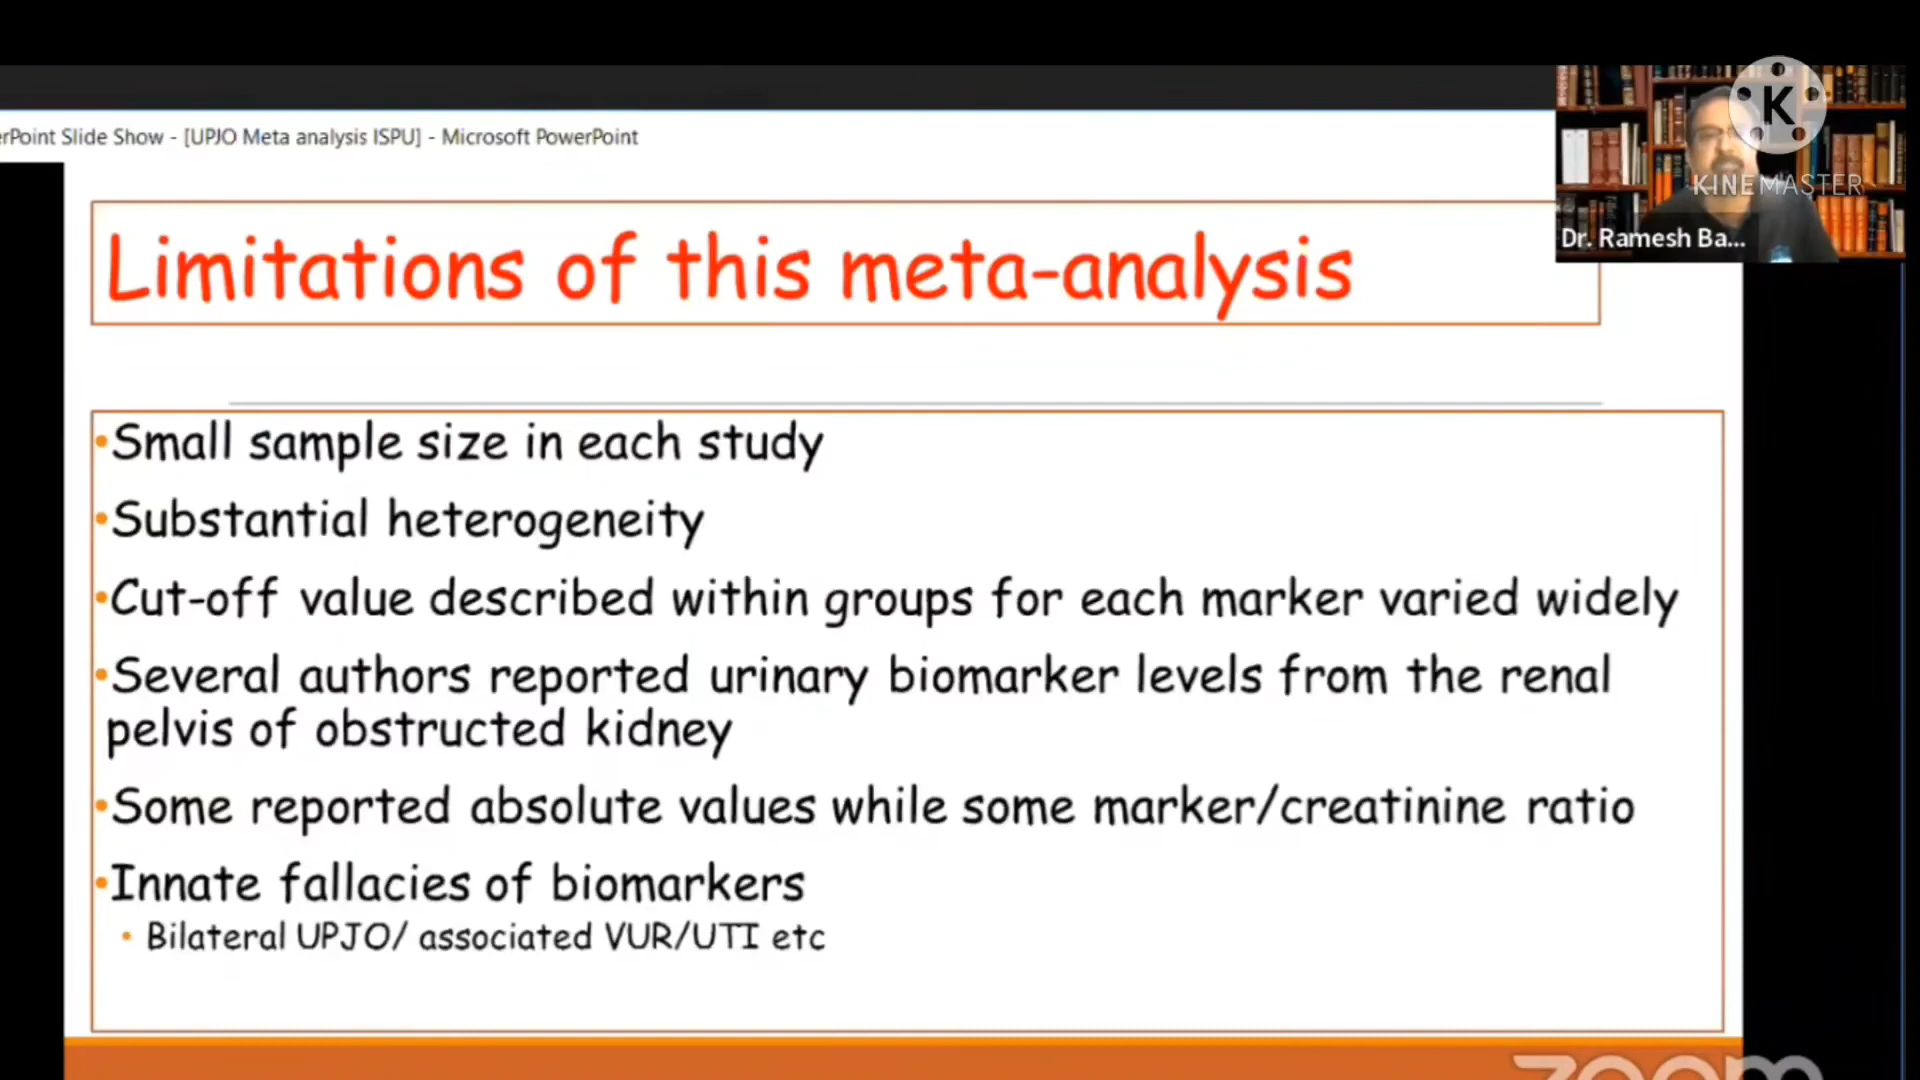 erPoint Slide Show - [UPJO Meta analysis ISPU] - Microsoft PowerPoint
K
KINEMASTER
Dr. Ramesh Ba...
Limitations of this meta-analysis
•Small sample size in each study
•Substantial heterogeneity
•Cut-off value described within groups for each marker varied widely
•Several authors reported urinary biomarker levels from the renal
pelvis of obstructed kidney
•Some reported absolute values while some marker/creatinine ratio
•Innate fallacies of biomarkers
• Bilateral UPJO/ associated VUR/UTI etc
zoom